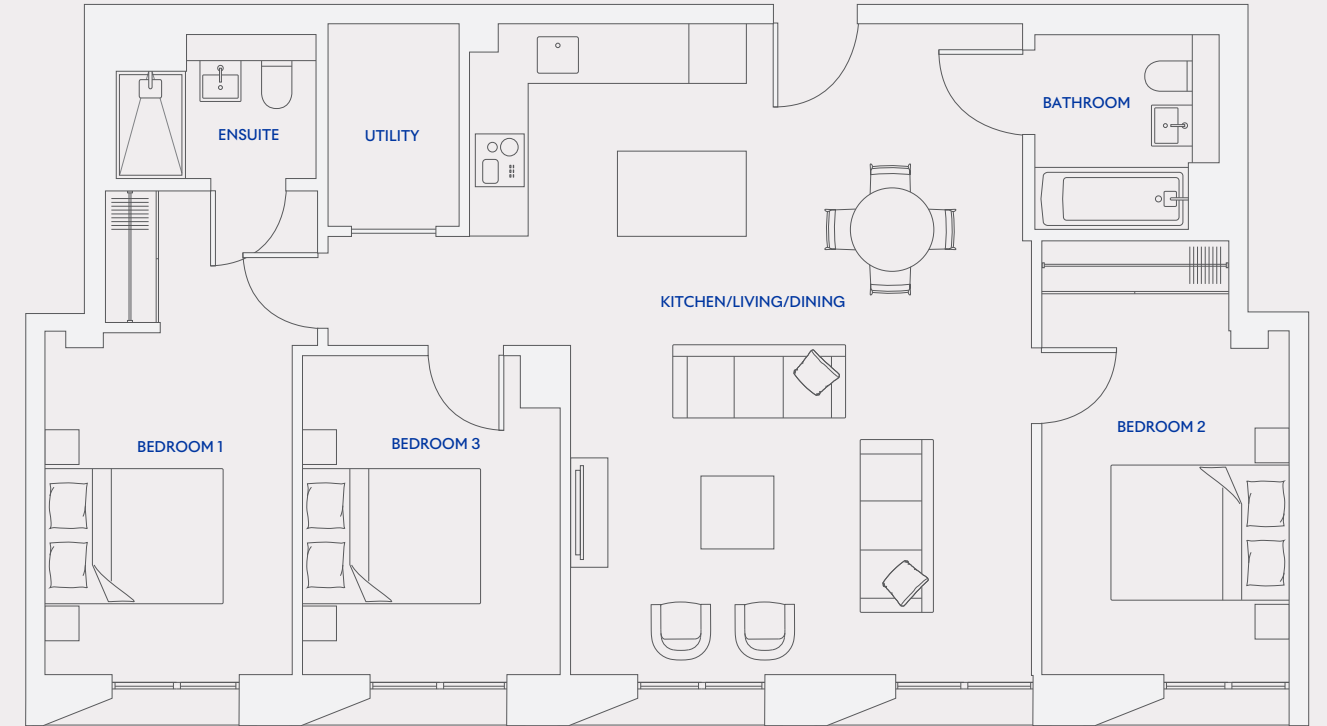 BATHROOM
ENSUITE
UTILITY
KITCHEN/LIVING/DINING
BEDROOM 2
BEDROOM 3
BEDROOM 1